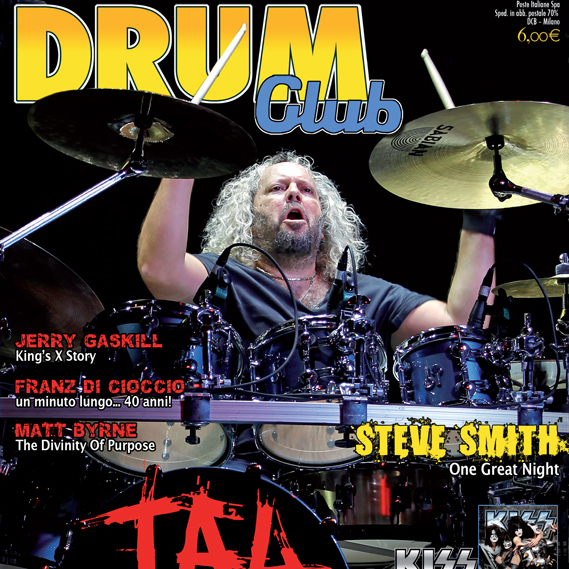 Poste Italiane Spa
Sped. in abb. postale 70%
DCB - Milano
6,00€
DRUM
Club
SABIAN
JERRY GASKILL
King's X Story
FRANZ DI CIOCCIO
un minuto lungo... 40 anni!
MATT BYRNE
The Divinity Of Purpose
STEVE SMITH
One Great Night
KISS
KISS